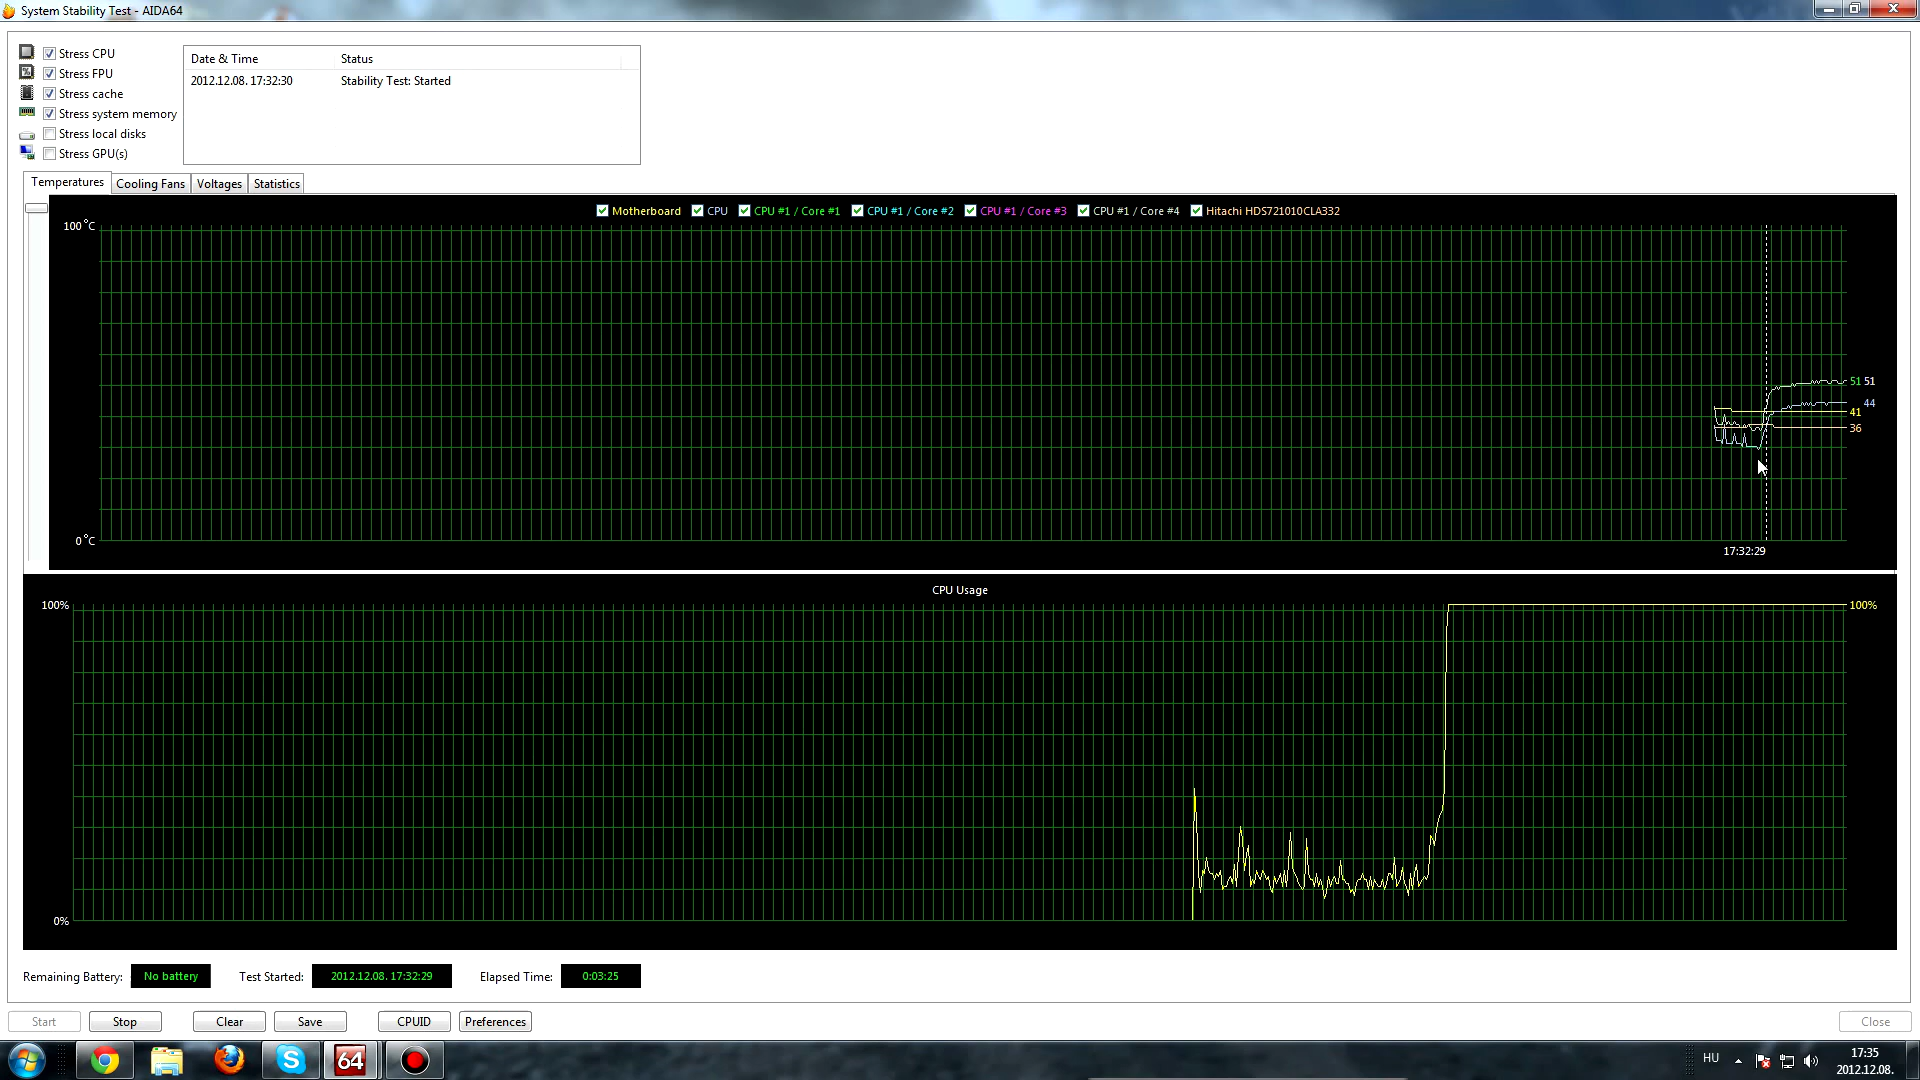 System Stability Test - AIDA64
Stress CPU
Stress FPU
Stress cache
Stress system memory
Stress local disks
Stress GPU(s)
Date & Time Status
2012.12.08. 17:32:30 Stability Test: Started
Temperatures Cooling Fans Voltages Statistics
Motherboard CPU CPU #1 / Core #1 CPU #1 / Core #2 CPU #1 / Core #3 CPU #1 / Core #4 Hitachi HDS721010CLA332
100°C
51 51
44
41
36
0°C
17:32:29
CPU Usage
100% 100%
0%
Remaining Battery: No battery Test Started: 2012.12.08. 17:32:29 Elapsed Time: 0:03:25
Start Stop Clear Save CPUID Preferences Close
S 64 HU 17:35
2012.12.08.